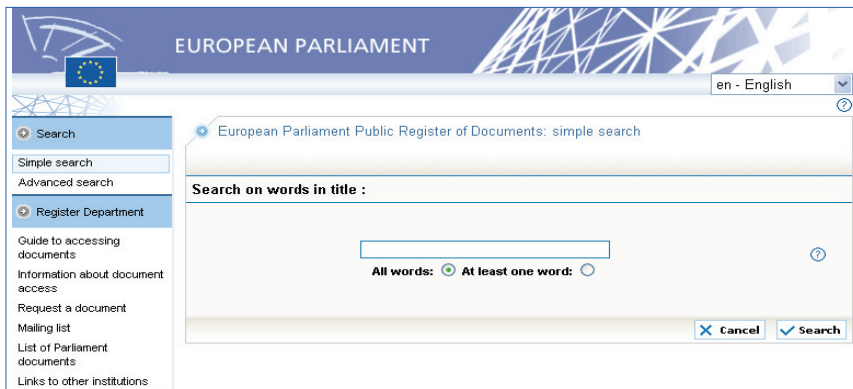 EUROPEAN PARLIAMENT
en - English
Search
Simple search
Advanced search
Register Department
Guide to accessing
documents
Information about document
access
Request a document
Mailing list
List of Parliament
documents
Links to other institutions
European Parliament Public Register of Documents: simple search
Search on words in title :
All words: At least one word:
Cancel Search